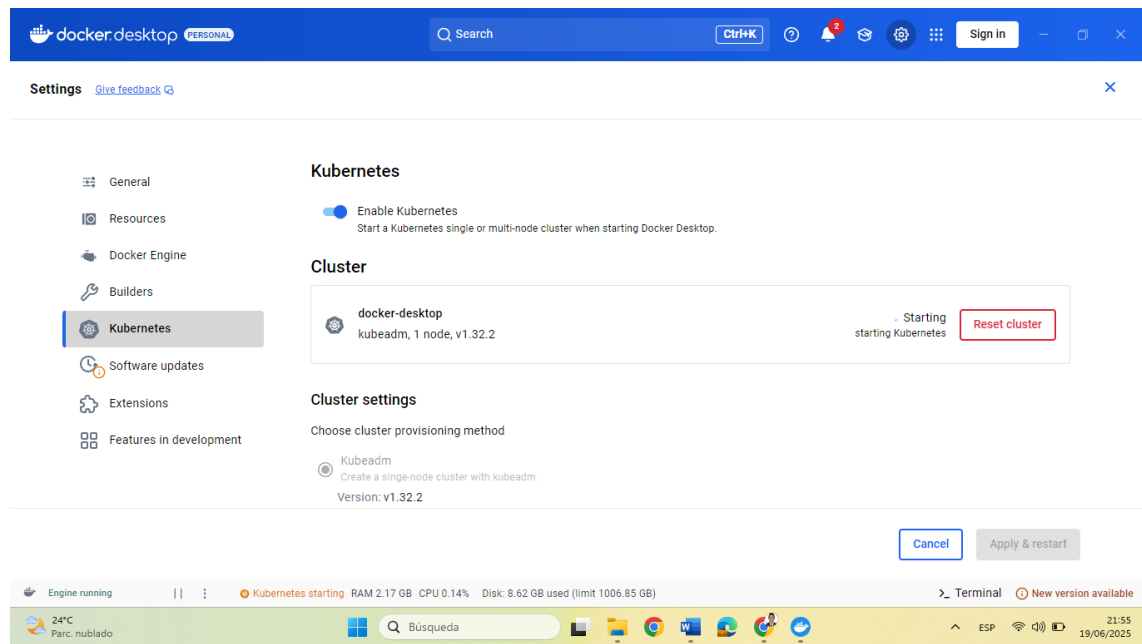 docker.desktop PERSONAL
Search
Ctrl+K
2
Sign in
Settings Give feedback
General
Resources
Docker Engine
Builders
Kubernetes
Software updates
Extensions
Features in development
Kubernetes
Enable Kubernetes
Start a Kubernetes single or multi-node cluster when starting Docker Desktop.
Cluster
docker-desktop
kubeadm, 1 node, v1.32.2
Starting
starting Kubernetes
Reset cluster
Cluster settings
Choose cluster provisioning method
Kubeadm
Create a singe-node cluster with kubeadm.
Version: v1.32.2
Cancel
Apply & restart
Engine running
Kubernetes starting RAM 2.17 GB CPU 0.14% Disk: 8.62 GB used (limit 1006.85 GB)
>_ Terminal
New version available
24°C
Parc. nublado
Búsqueda
ESP
21:55
19/06/2025